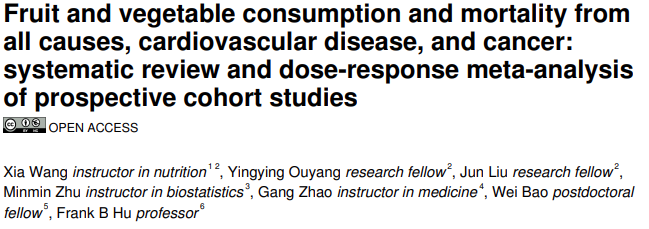 Fruit and vegetable consumption and mortality from
all causes, cardiovascular disease, and cancer:
systematic review and dose-response meta-analysis
of prospective cohort studies
cc BY NC OPEN ACCESS
Xia Wang instructor in nutrition 1 2, Yingying Ouyang research fellow 2, Jun Liu research fellow 2,
Minmin Zhu instructor in biostatistics 3, Gang Zhao instructor in medicine 4, Wei Bao postdoctoral
fellow 5, Frank B Hu professor 6